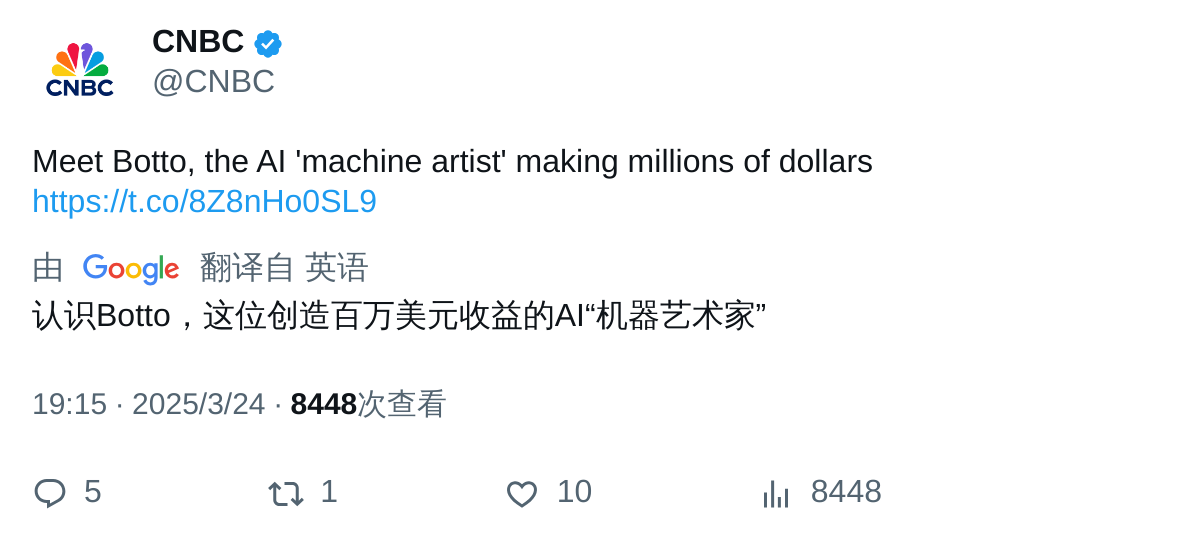 CNBC
CNBC
@CNBC
Meet Botto, the AI 'machine artist' making millions of dollars
https://t.co/8Z8nHo0SL9
由 Google 翻译自 英语
认识Botto，这位创造百万美元收益的AI“机器艺术家”
19:15 · 2025/3/24 · 8448次查看
5 1 10 8448